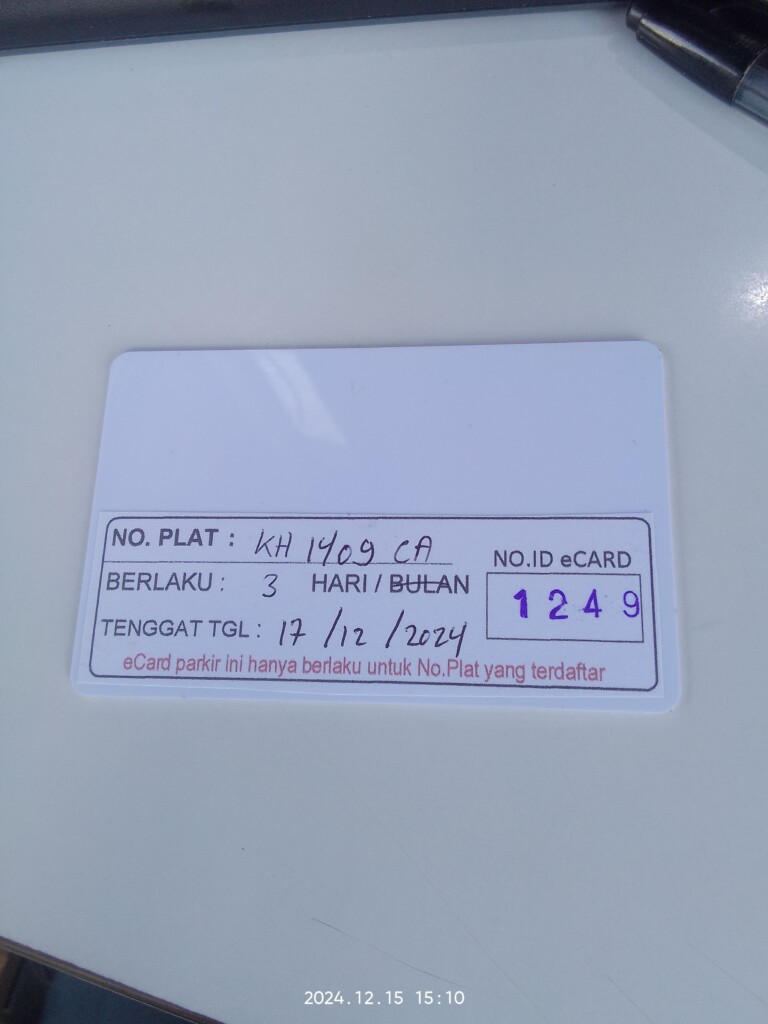 NO. PLAT : KH 1409 CA
BERLAKU : 3 HARI / BULAN
TENGGAT TGL : 17 / 12 / 2024
NO.ID eCARD
1249
eCard parkir ini hanya berlaku untuk No.Plat yang terdaftar
2024.12.15 15:10